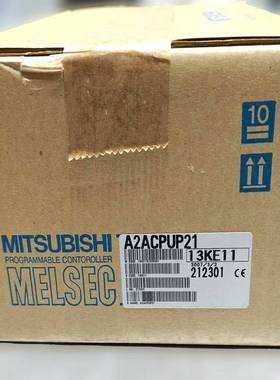 10
MITSUBISHI
A2ACPUP21
PROGRAMMABLE CONTROLLER
13KE11
MELSEC
212301 CE